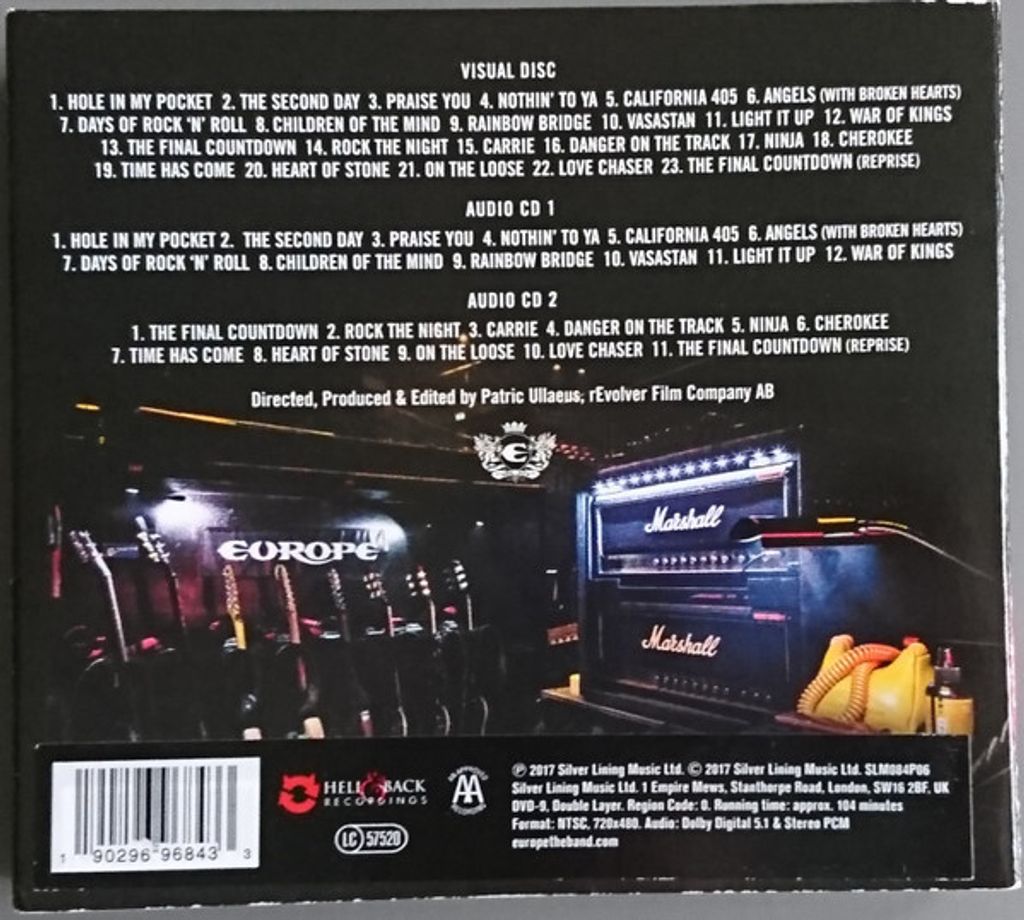 VISUAL DISC
1. HOLE IN MY POCKET 2. THE SECOND DAY 3. PRAISE YOU 4. NOTHIN' TO YA 5. CALIFORNIA 405 6. ANGELS (WITH BROKEN HEARTS)
7. DAYS OF ROCK 'N' ROLL 8. CHILDREN OF THE MIND 9. RAINBOW BRIDGE 10. VASASTAN 11. LIGHT IT UP 12. WAR OF KINGS
13. THE FINAL COUNTDOWN 14. ROCK THE NIGHT 15. CARRIE 16. DANGER ON THE TRACK 17. NINJA 18. CHEROKEE
19. TIME HAS COME 20. HEART OF STONE 21. ON THE LOOSE 22. LOVE CHASER 23. THE FINAL COUNTDOWN (REPRISE)
AUDIO CD 1
1. HOLE IN MY POCKET 2. THE SECOND DAY 3. PRAISE YOU 4. NOTHIN' TO YA 5. CALIFORNIA 405 6. ANGELS (WITH BROKEN HEARTS)
7. DAYS OF ROCK 'N' ROLL 8. CHILDREN OF THE MIND 9. RAINBOW BRIDGE 10. VASASTAN 11. LIGHT IT UP 12. WAR OF KINGS
AUDIO CD 2
1. THE FINAL COUNTDOWN 2. ROCK THE NIGHT 3. CARRIE 4. DANGER ON THE TRACK 5. NINJA 6. CHEROKEE
7. TIME HAS COME 8. HEART OF STONE 9. ON THE LOOSE 10. LOVE CHASER 11. THE FINAL COUNTDOWN (REPRISE)
Directed, Produced & Edited by Patric Ullaeus, rEvolver Film Company AB
E
EUROPE
Marshall
Marshall
1 90296 96843 3
HELL & BACK
RECORDINGS
LC 57520
AA
℗ 2017 Silver Lining Music Ltd. © 2017 Silver Lining Music Ltd. SLM084P06
Silver Lining Music Ltd. 1 Empire Mews, Stanthorpe Road, London, SW16 2BF, UK
DVD-9, Double Layer. Region Code: 0. Running time: approx. 104 minutes
Format: NTSC, 720x480. Audio: Dolby Digital 5.1 & Stereo PCM
europetheband.com